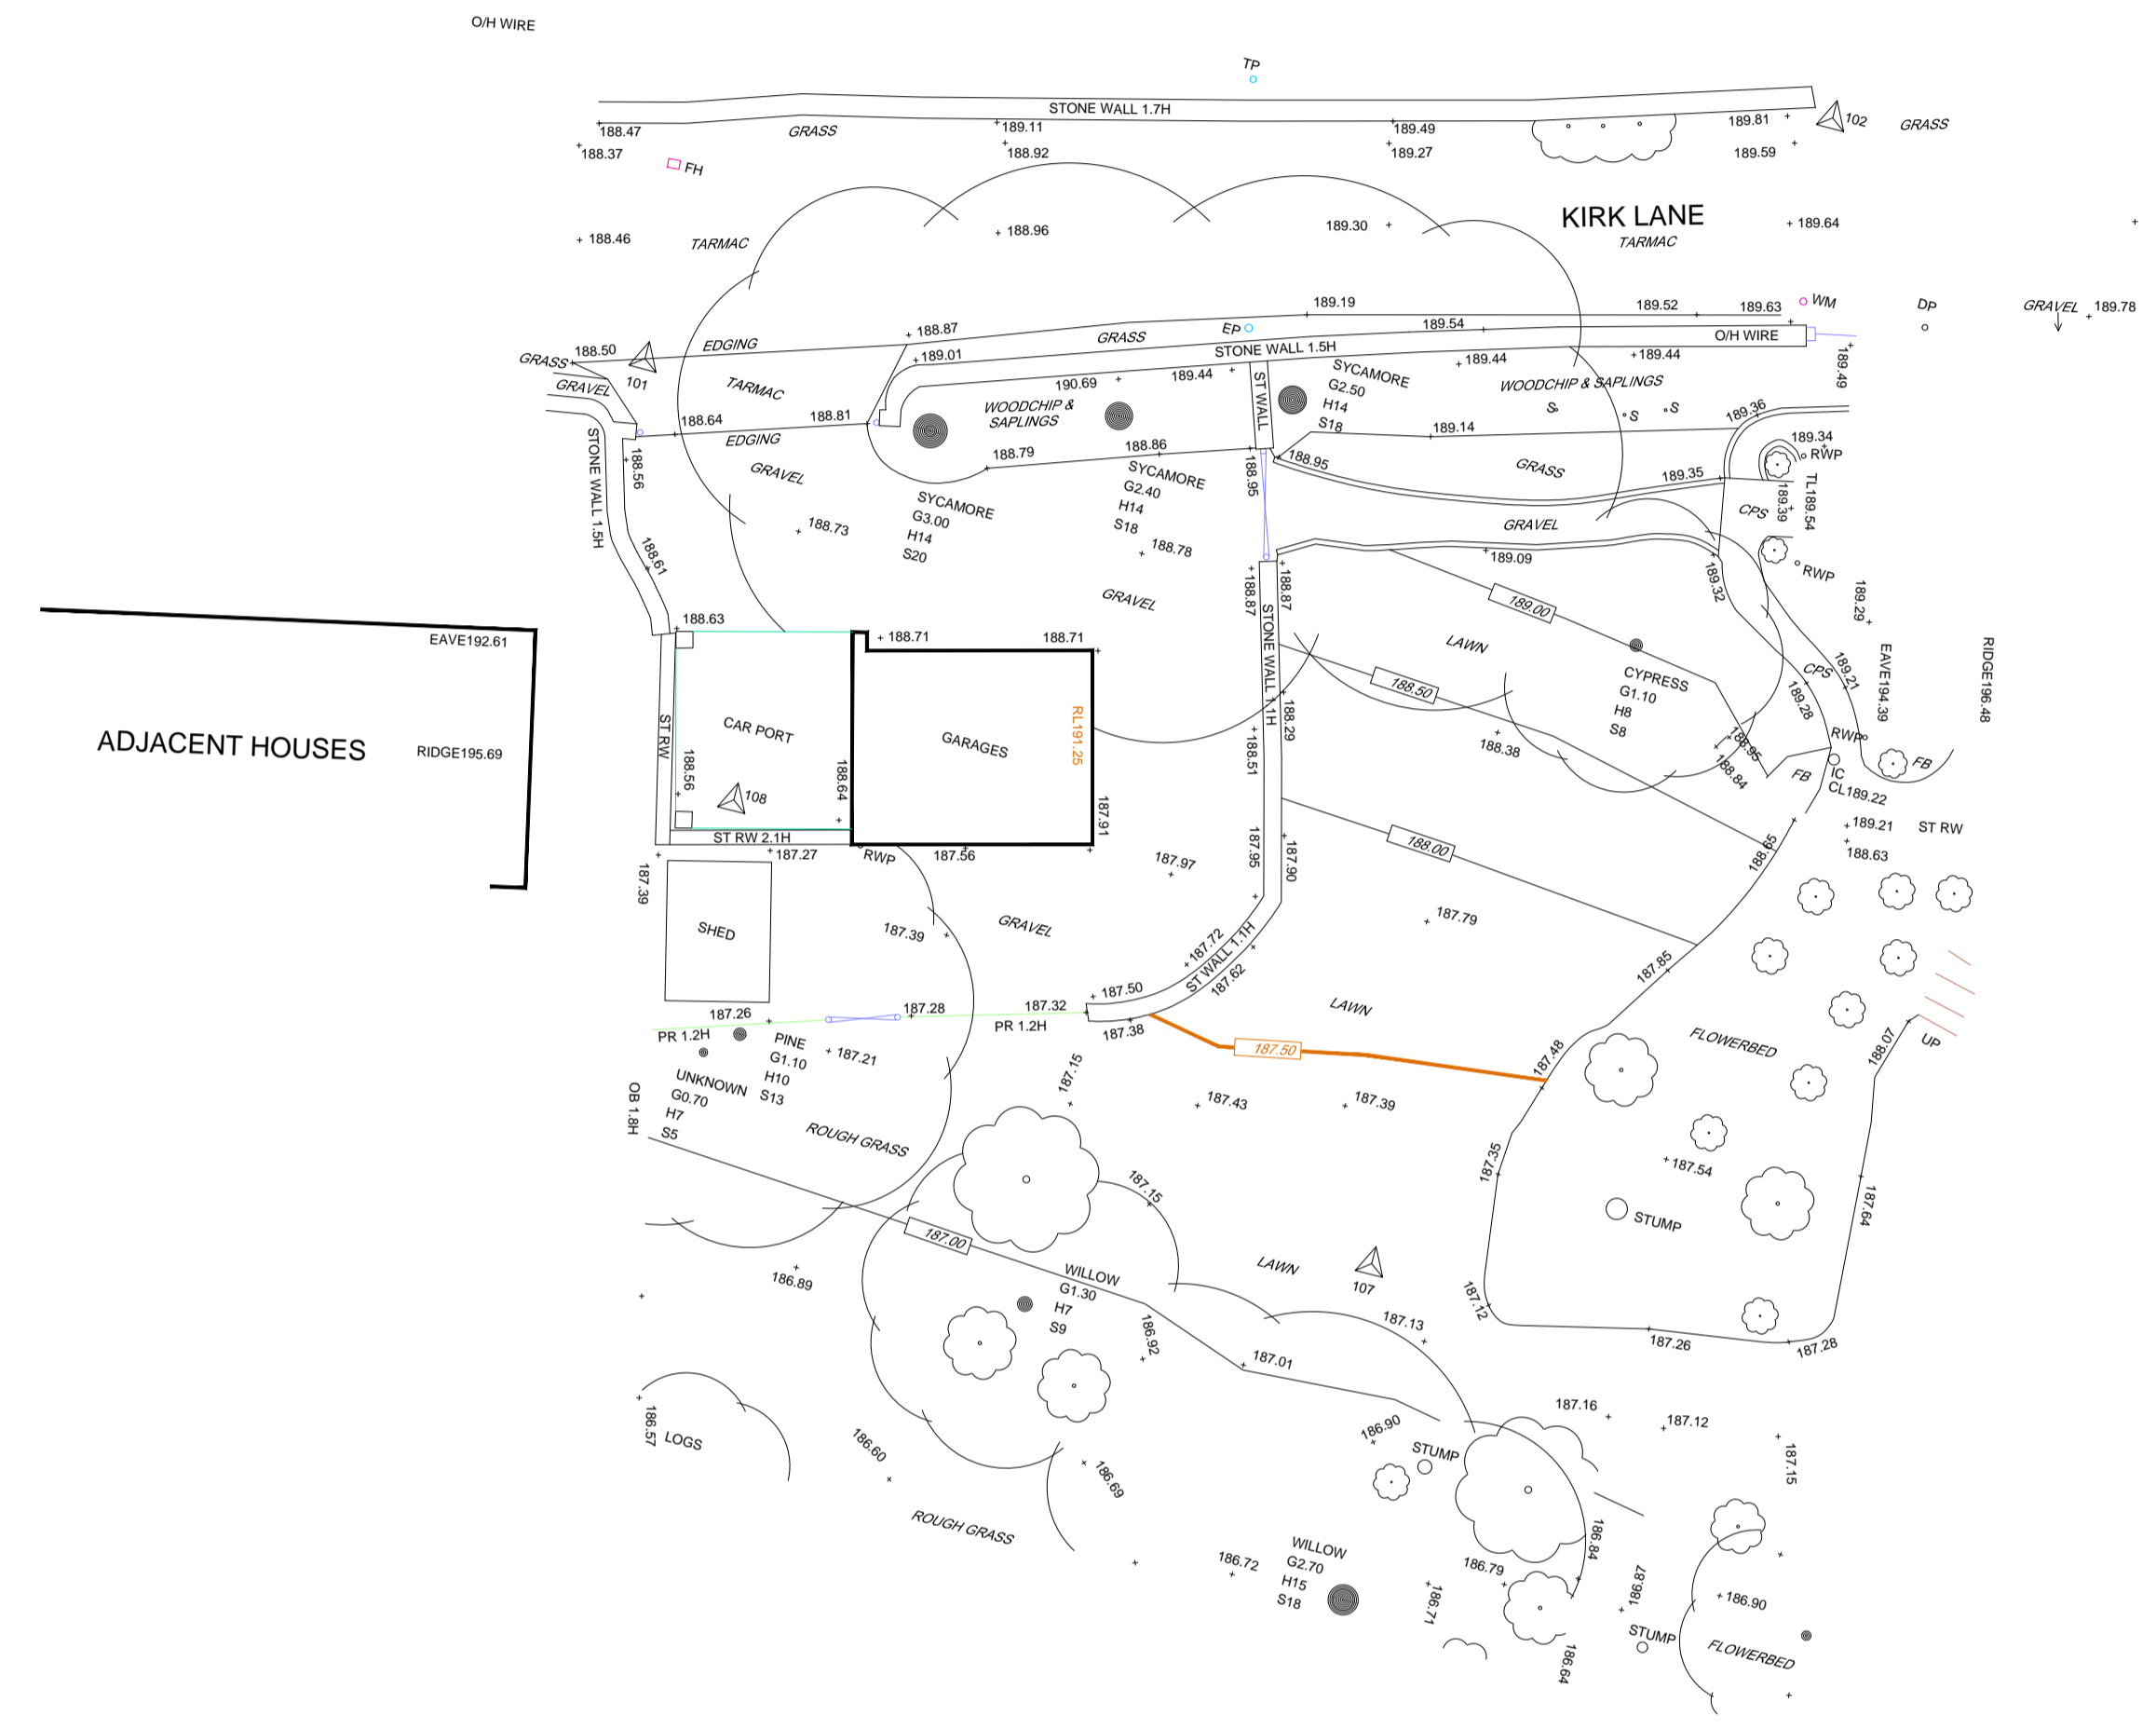 O/H WIRE
TP
STONE WALL 1.7H
188.47
GRASS
189.11
189.49
189.81
102
GRASS
188.37
188.92
189.27
189.59
FH
188.46
TARMAC
188.96
189.30
KIRK LANE
TARMAC
189.64
189.19
189.52
189.63
WM
DP
GRAVEL
189.78
188.87
EP
189.54
O/H WIRE
GRASS
188.50
EDGING
GRASS
189.01
STONE WALL 1.5H
189.44
189.44
189.49
GRAVEL
101
TARMAC
190.69
189.44
ST WALL
SYCAMORE
G2.50
H14
S18
WOODCHIP & SAPLINGS
S
S
S
189.36
188.64
188.81
WOODCHIP &
SAPLINGS
EDGING
189.14
189.34
RWP
STONE WALL 1.5H
188.56
GRAVEL
188.79
188.86
188.95
188.95
GRASS
189.35
189.39
TL189.54
SYCAMORE
G3.00
H14
S20
SYCAMORE
G2.40
H14
S18
188.73
188.78
GRAVEL
CPS
188.61
189.09
189.32
RWP
GRAVEL
188.87
188.87
189.00
189.29
188.63
EAVE192.61
188.71
188.71
STONE WALL 1.1H
LAWN
CYPRESS
G1.10
H8
S8
188.50
CPS
189.21
EAVE194.39
RIDGE196.48
189.28
ADJACENT HOUSES
RIDGE195.69
ST RW
CAR PORT
GARAGES
RL191.25
188.29
188.51
188.38
188.95
188.84
RWP
FB
FB
IC
CL189.22
188.56
108
188.64
187.91
ST RW 2.1H
187.27
RWP
187.56
187.97
187.95
187.90
188.00
188.65
189.21
ST RW
188.63
187.39
SHED
187.39
GRAVEL
187.79
187.72
ST WALL 1.1H
187.62
187.85
187.50
LAWN
187.26
187.28
187.32
PR 1.2H
PR 1.2H
187.38
187.50
187.48
FLOWERBED
188.07
UP
PINE
G1.10
H10
S13
187.21
UNKNOWN
G0.70
H7
S5
OB 1.8H
187.15
187.43
187.39
ROUGH GRASS
187.35
187.54
187.15
STUMP
187.64
187.00
WILLOW
G1.30
H7
S9
LAWN
107
186.89
187.12
187.13
186.92
187.01
187.26
187.28
186.57
LOGS
186.60
186.69
186.90
STUMP
187.16
187.12
187.15
ROUGH GRASS
186.72
WILLOW
G2.70
H15
S18
186.79
186.84
186.71
186.87
186.90
STUMP
FLOWERBED
186.64